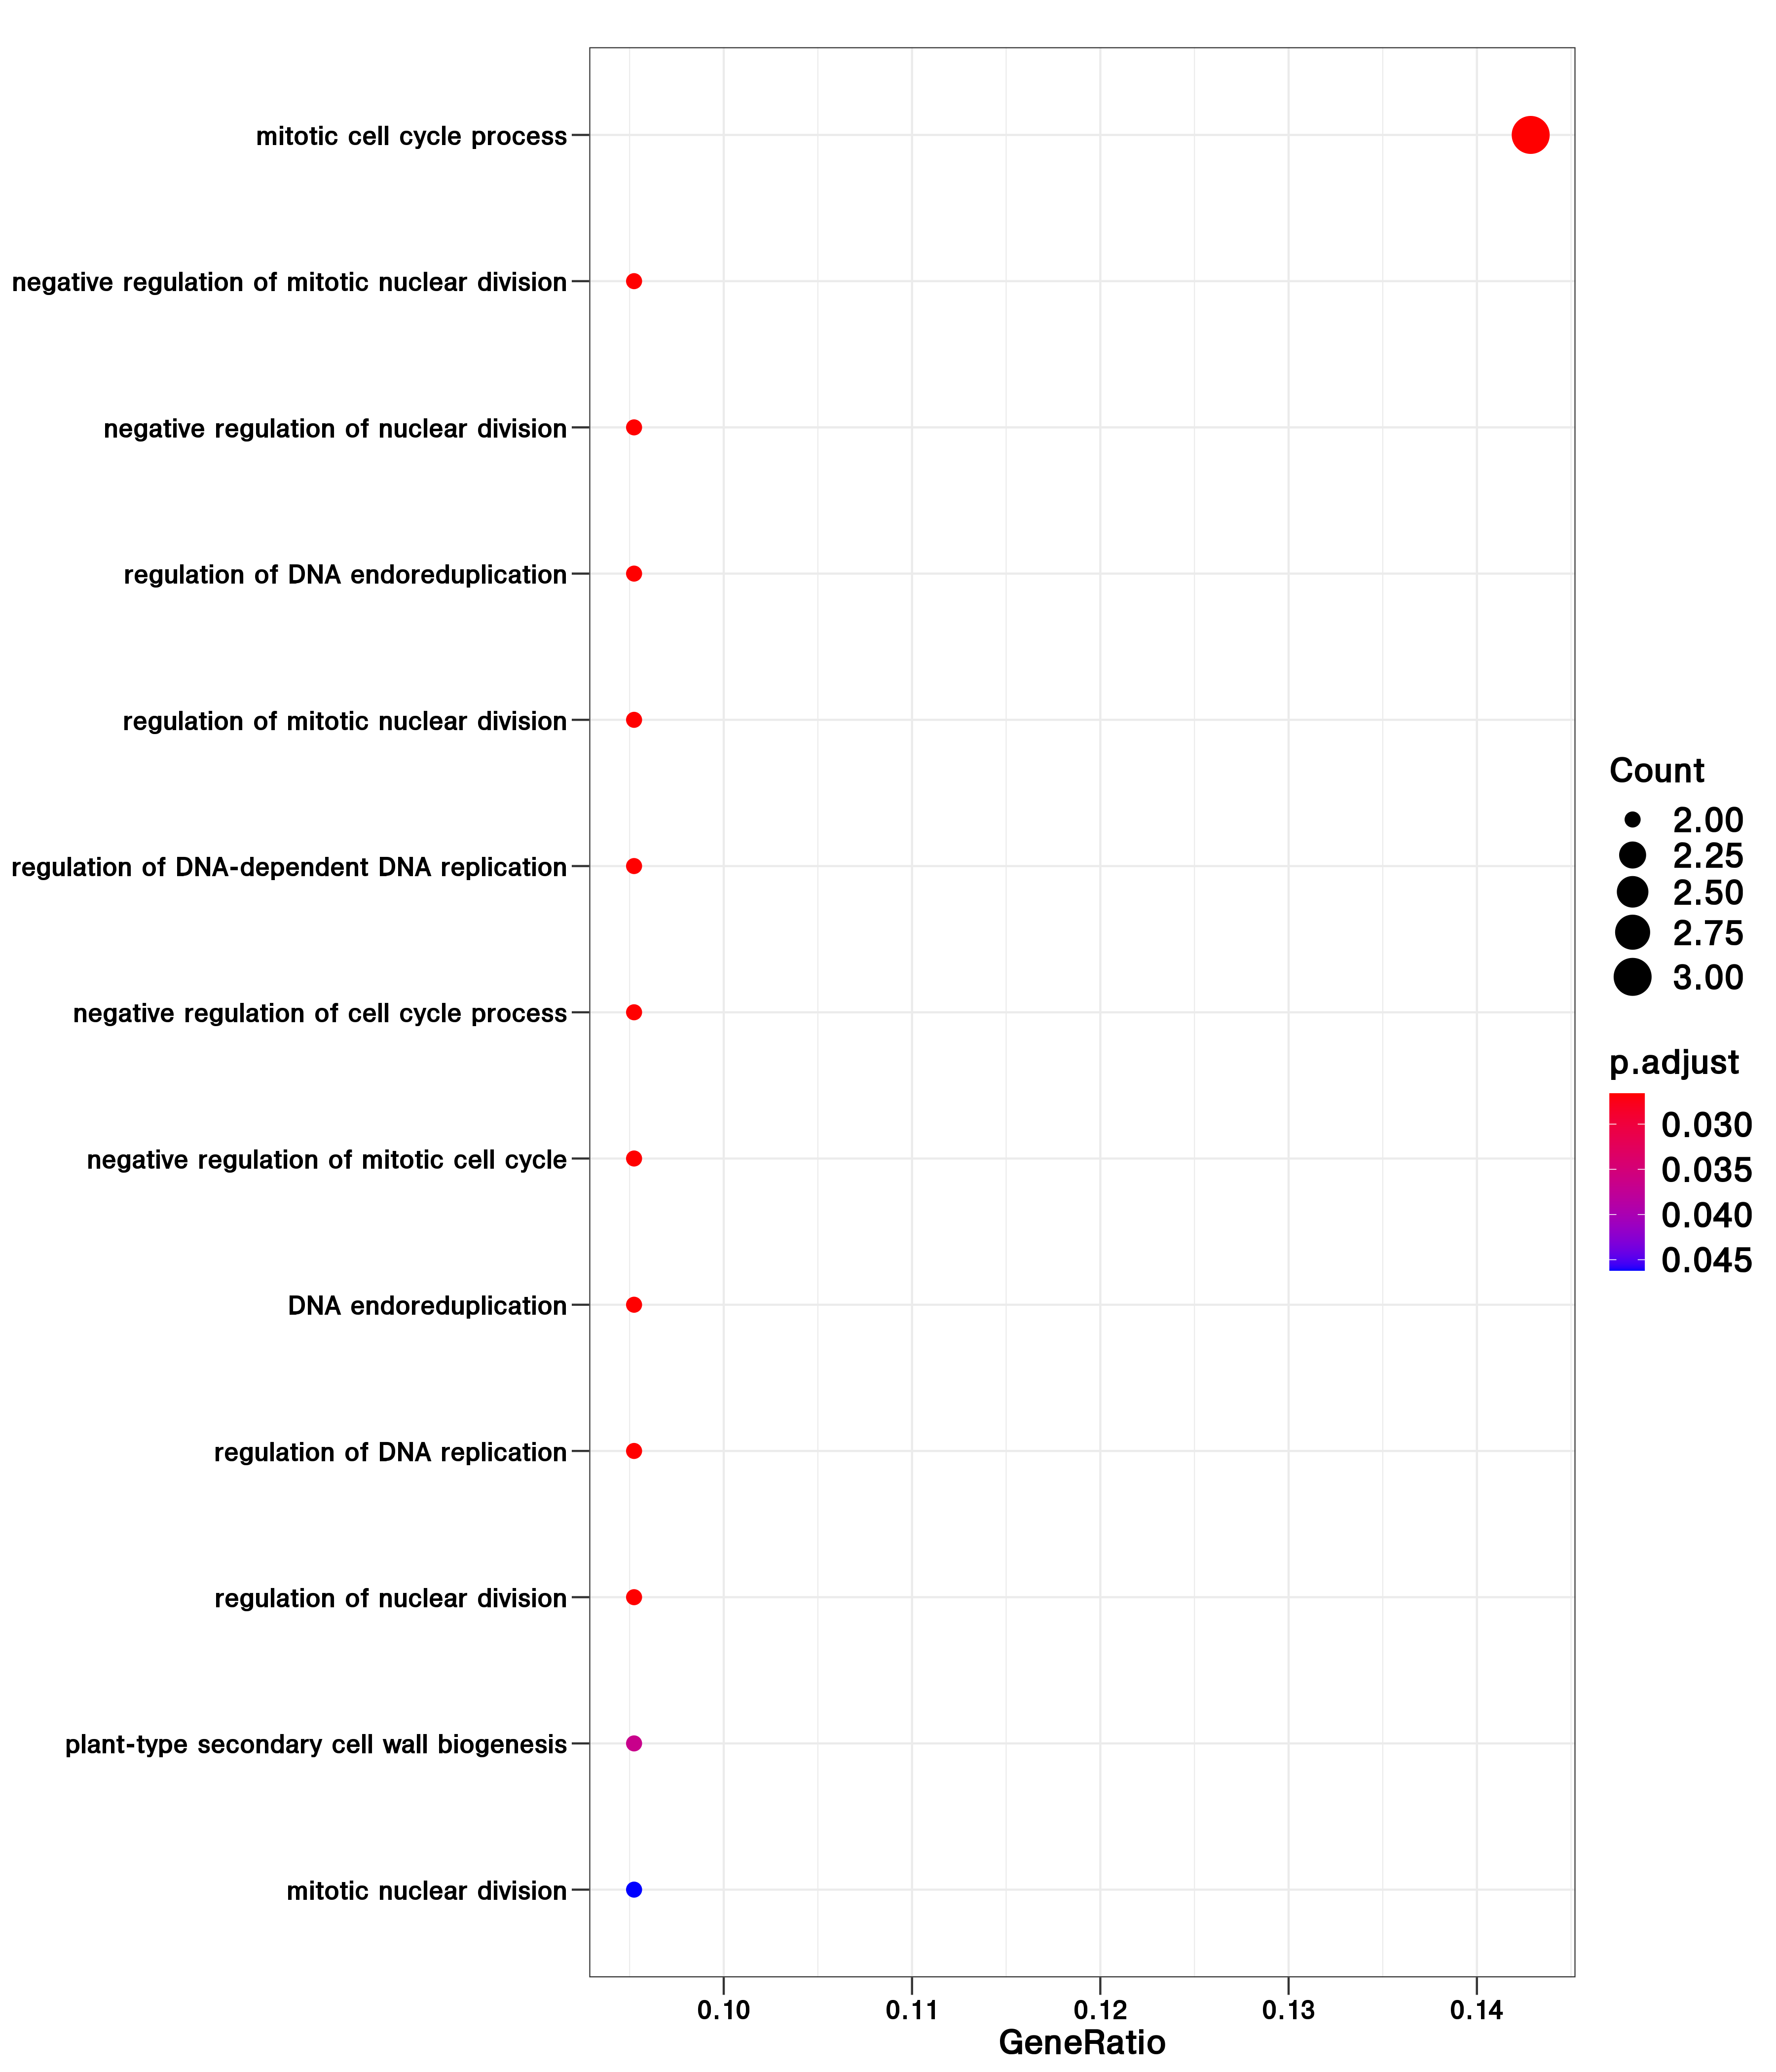 mitotic cell cycle process
negative regulation of mitotic nuclear division
negative regulation of nuclear division
regulation of DNA endoreduplication
regulation of mitotic nuclear division
regulation of DNA-dependent DNA replication
negative regulation of cell cycle process
negative regulation of mitotic cell cycle
DNA endoreduplication
regulation of DNA replication
regulation of nuclear division
plant-type secondary cell wall biogenesis
mitotic nuclear division
0.10 0.11 0.12 0.13 0.14
GeneRatio
Count
2.00
2.25
2.50
2.75
3.00
p.adjust
0.030
0.035
0.040
0.045